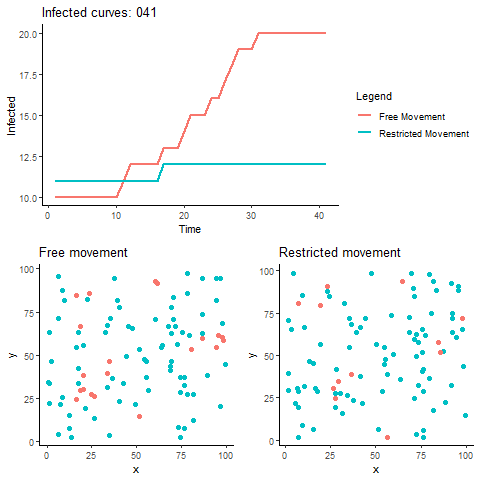 Infected curves: 041
20.0
17.5
15.0
12.5
10.0
Infected
0
10
20
30
40
Time
Legend
Free Movement
Restricted Movement
Free movement
100
75
50
25
0
y
0
25
50
75
100
x
Restricted movement
100
75
50
25
0
y
0
25
50
75
100
x